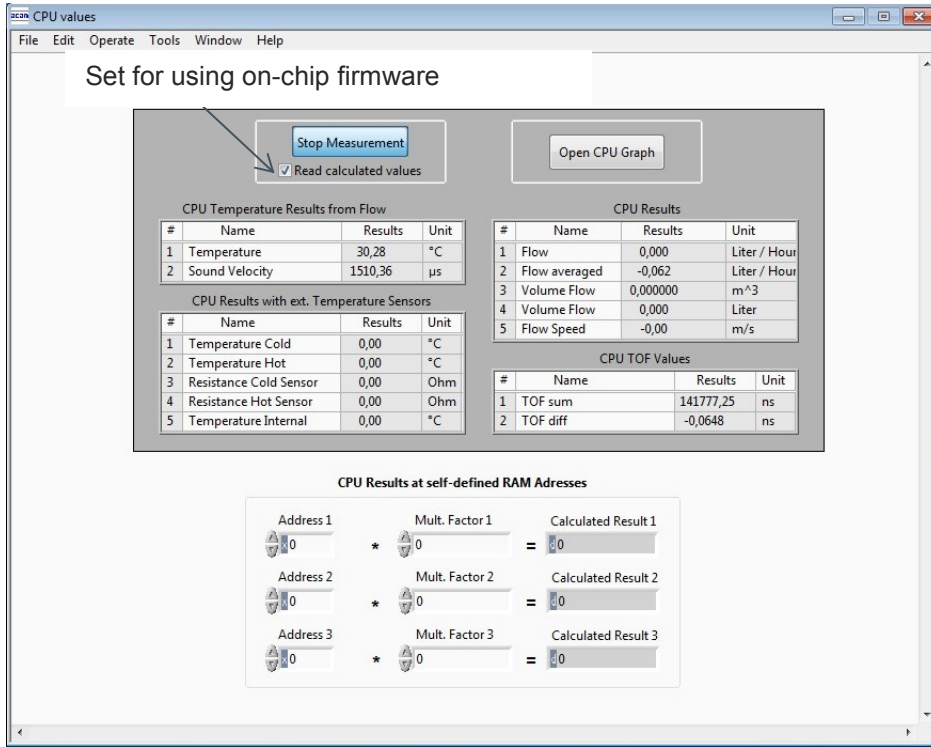 acan CPU values
File Edit Operate Tools Window Help
Set for using on-chip firmware
Stop Measurement
Read calculated values
Open CPU Graph
CPU Temperature Results from Flow
# Name Results Unit
1 Temperature 30,28 °C
2 Sound Velocity 1510,36 µs
CPU Results with ext. Temperature Sensors
# Name Results Unit
1 Temperature Cold 0,00 °C
2 Temperature Hot 0,00 °C
3 Resistance Cold Sensor 0,00 Ohm
4 Resistance Hot Sensor 0,00 Ohm
5 Temperature Internal 0,00 °C
CPU Results
# Name Results Unit
1 Flow 0,000 Liter / Hour
2 Flow averaged -0,062 Liter / Hour
3 Volume Flow 0,000000 m^3
4 Volume Flow 0,000 Liter
5 Flow Speed -0,00 m/s
CPU TOF Values
# Name Results Unit
1 TOF sum 141777,25 ns
2 TOF diff -0,0648 ns
CPU Results at self-defined RAM Adresses
Address 1 Mult. Factor 1 Calculated Result 1
x 0 * 0 = d 0
Address 2 Mult. Factor 2 Calculated Result 2
x 0 * 0 = d 0
Address 3 Mult. Factor 3 Calculated Result 3
x 0 * 0 = d 0